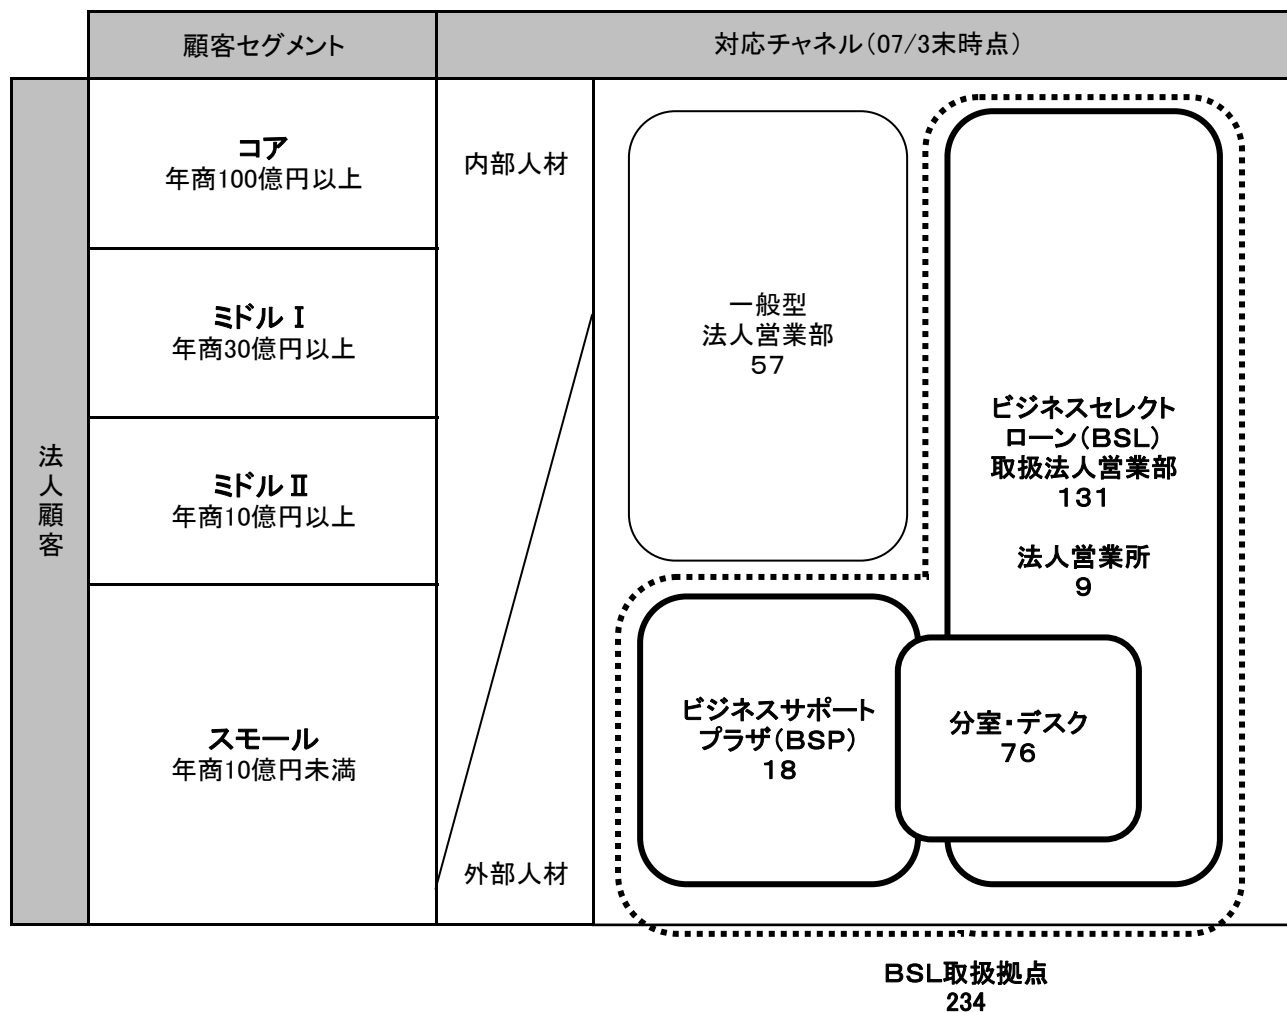 顧客セグメント
対応チャネル（07/3末時点）
法人顧客
コア
年商100億円以上
ミドル Ⅰ
年商30億円以上
ミドル Ⅱ
年商10億円以上
スモール
年商10億円未満
内部人材
外部人材
一般型
法人営業部
５７
ビジネスセレクト
ローン（ＢＳＬ）
取扱法人営業部
１３１
法人営業所
９
ビジネスサポート
プラザ（ＢＳＰ）
１８
分室・デスク
７６
ＢＳＬ取扱拠点
234